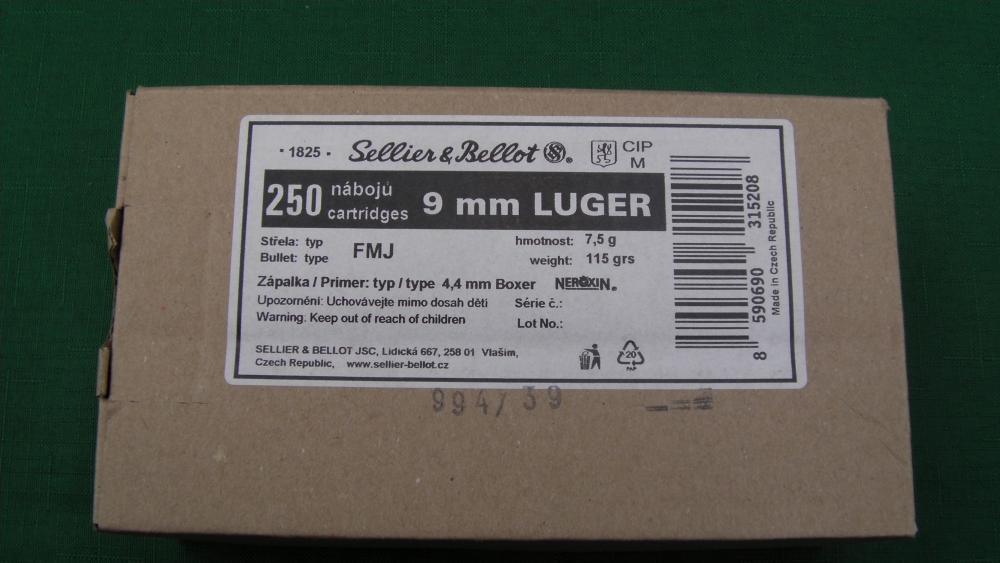 · 1825 · Sellier & Bellot SB ® CIP
M
250 nábojů
cartridges
9 mm LUGER
Střela: typ
Bullet: type
FMJ
hmotnost: 7,5 g
weight: 115 grs
Zápalka / Primer: typ / type 4,4 mm Boxer NEROXIN®
Upozornění: Uchovávejte mimo dosah dětí
Warning. Keep out of reach of children
Série č.:
Lot No.:
SELLIER & BELLOT JSC, Lidická 667, 258 01 Vlašim,
Czech Republic, www.sellier-bellot.cz
20
PAP
8 590690 315208
Made in Czech Republic
994/ 39